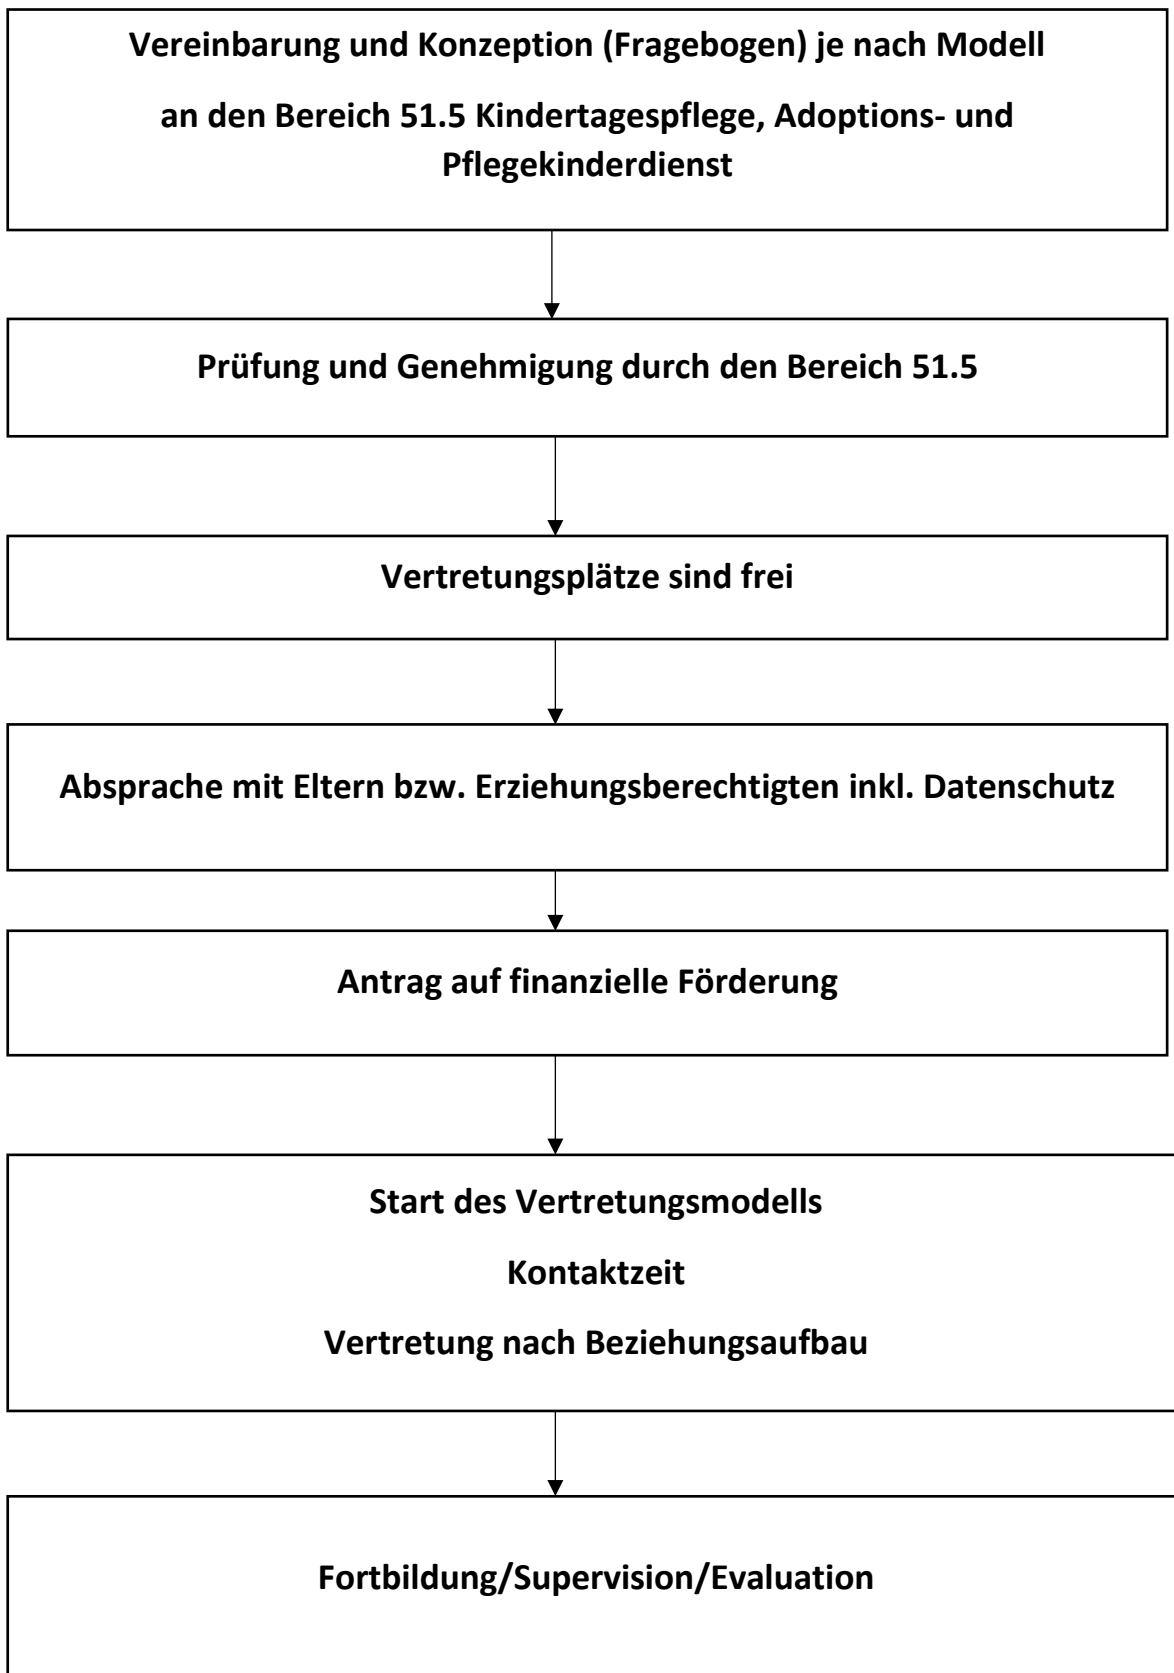 Vereinbarung und Konzeption (Fragebogen) je nach Modell
an den Bereich 51.5 Kindertagespflege, Adoptions- und
Pflegekinderdienst
Prüfung und Genehmigung durch den Bereich 51.5
Vertretungsplätze sind frei
Absprache mit Eltern bzw. Erziehungsberechtigten inkl. Datenschutz
Antrag auf finanzielle Förderung
Start des Vertretungsmodells
Kontaktzeit
Vertretung nach Beziehungsaufbau
Fortbildung/Supervision/Evaluation